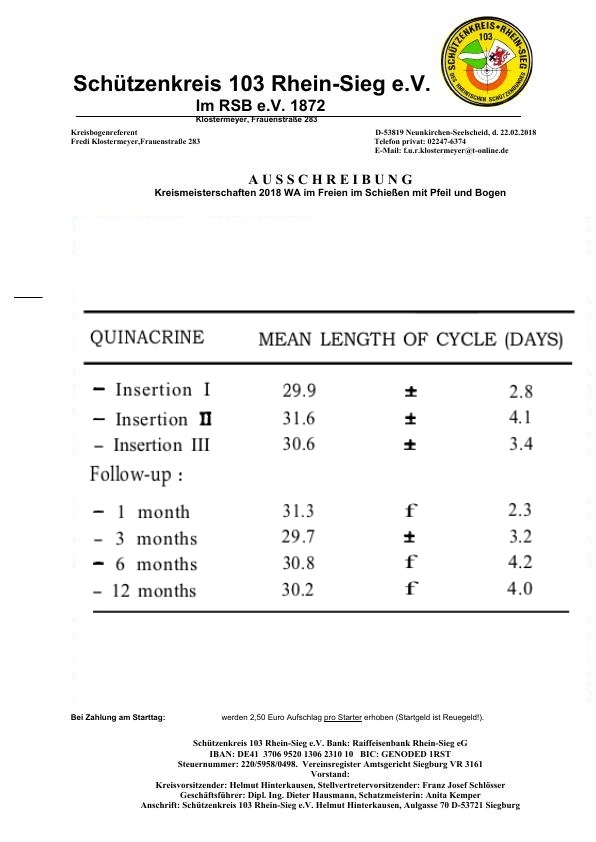 SCHÜTZENKREIS • RHEIN-SIEG
103
DES RHEINISCHEN SCHÜTZENBUNDES
Schützenkreis 103 Rhein-Sieg e.V.
Im RSB e.V. 1872
Klostermeyer, Frauenstraße 283
Kreisbogenreferent D-53819 Neunkirchen-Seelscheid, d. 22.02.2018
Fredi Klostermeyer,Frauenstraße 283 Telefon privat: 02247-6374
E-Mail: f.u.r.klostermeyer@t-online.de
A U S S C H R E I B U N G
Kreismeisterschaften 2018 WA im Freien im Schießen mit Pfeil und Bogen
QUINACRINE MEAN LENGTH OF CYCLE (DAYS)
– Insertion I 29.9 ± 2.8
– Insertion II 31.6 ± 4.1
– Insertion III 30.6 ± 3.4
Follow-up :
– 1 month 31.3 f 2.3
– 3 months 29.7 ± 3.2
– 6 months 30.8 f 4.2
– 12 months 30.2 f 4.0
Bei Zahlung am Starttag: werden 2,50 Euro Aufschlag pro Starter erhoben (Startgeld ist Reuegeld!).
Schützenkreis 103 Rhein-Sieg e.V. Bank: Raiffeisenbank Rhein-Sieg eG
IBAN: DE41 3706 9520 1306 2310 10 BIC: GENODED 1RST
Steuernummer: 220/5958/0498. Vereinsregister Amtsgericht Siegburg VR 3161
Vorstand:
Kreisvorsitzender: Helmut Hinterkausen, Stellvertretervorsitzender: Franz Josef Schlösser
Geschäftsführer: Dipl. Ing. Dieter Hausmann, Schatzmeisterin: Anita Kemper
Anschrift: Schützenkreis 103 Rhein-Sieg e.V. Helmut Hinterkausen, Aulgasse 70 D-53721 Siegburg